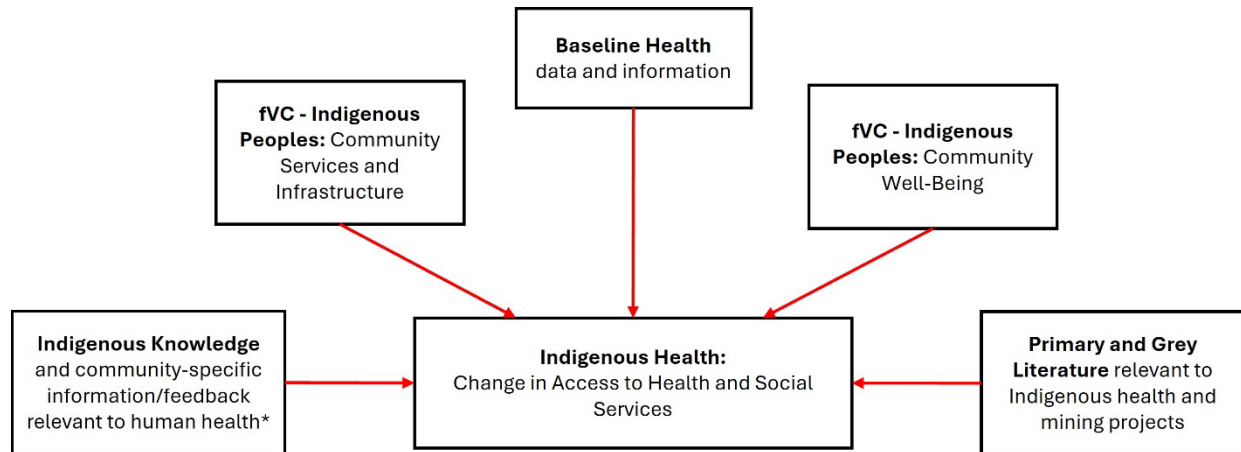 Baseline Health
data and information
fVC - Indigenous
Peoples: Community
Services and
Infrastructure
fVC - Indigenous
Peoples: Community
Well-Being
Indigenous Knowledge
and community-specific
information/feedback
relevant to human health*
Indigenous Health:
Change in Access to Health and Social
Services
Primary and Grey
Literature relevant to
Indigenous health and
mining projects